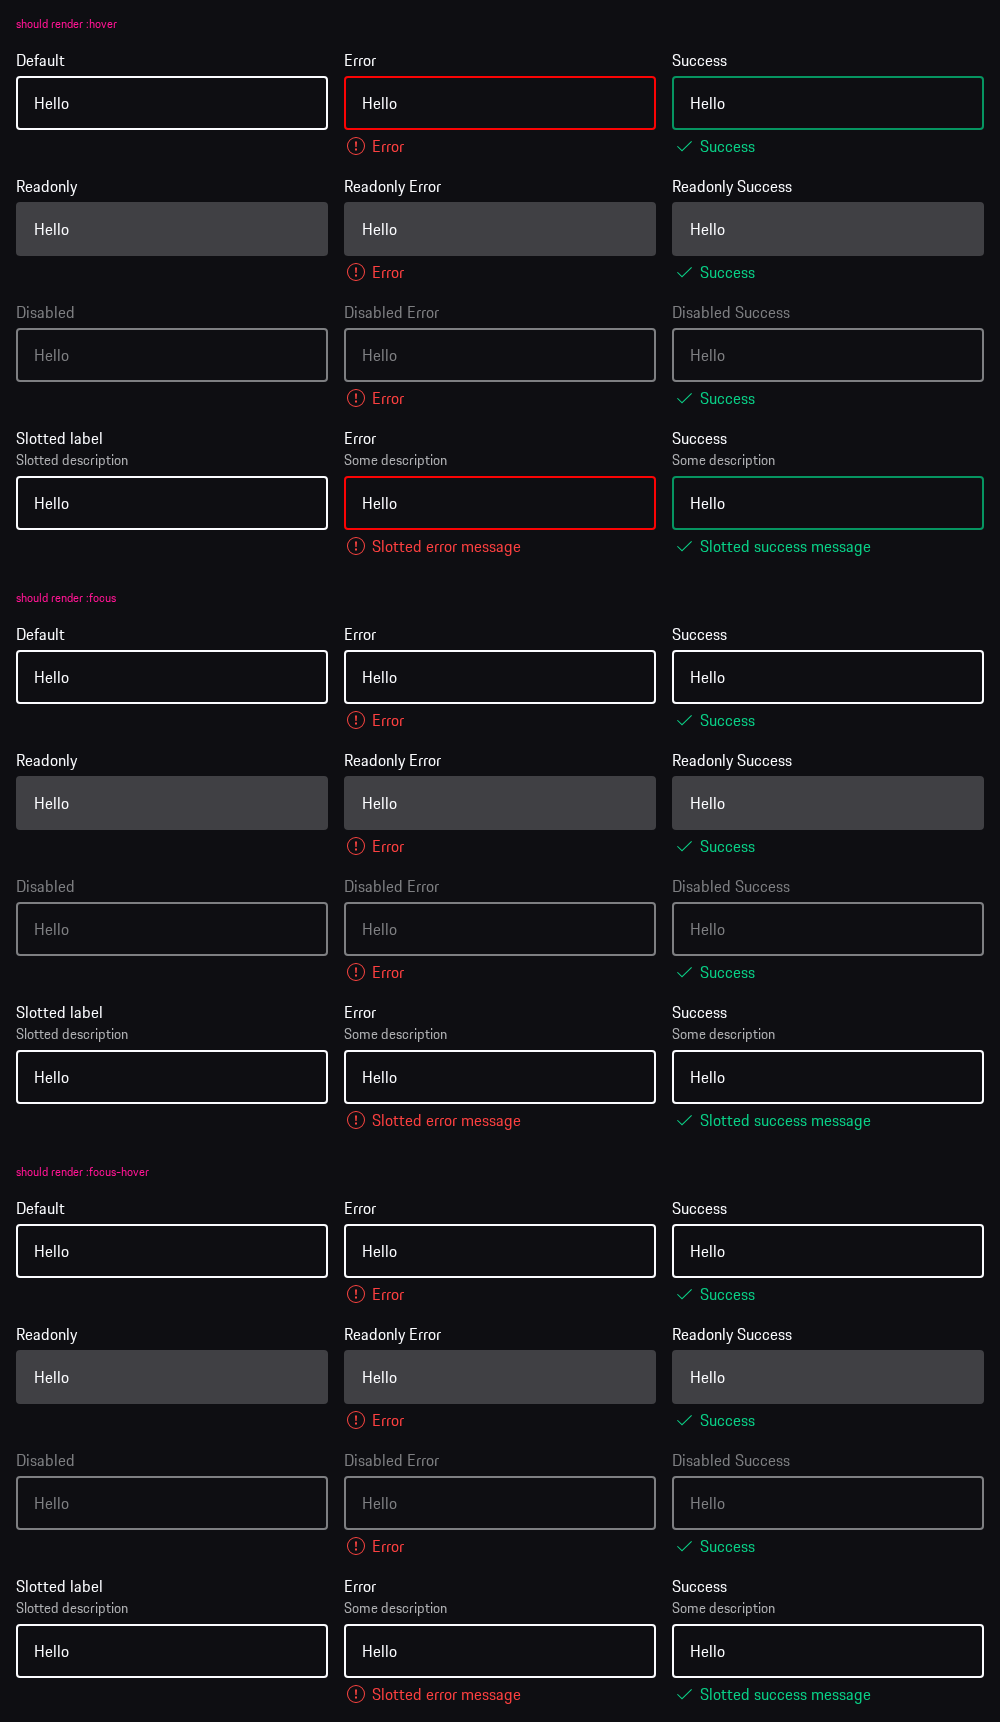 should render :hover
Default Error Success
Hello Hello Hello
Error Success
Readonly Readonly Error Readonly Success
Hello Hello Hello
Error Success
Disabled Disabled Error Disabled Success
Hello Hello Hello
Error Success
Slotted label Error Success
Slotted description Some description Some description
Hello Hello Hello
Slotted error message Slotted success message
should render :focus
Default Error Success
Hello Hello Hello
Error Success
Readonly Readonly Error Readonly Success
Hello Hello Hello
Error Success
Disabled Disabled Error Disabled Success
Hello Hello Hello
Error Success
Slotted label Error Success
Slotted description Some description Some description
Hello Hello Hello
Slotted error message Slotted success message
should render :focus-hover
Default Error Success
Hello Hello Hello
Error Success
Readonly Readonly Error Readonly Success
Hello Hello Hello
Error Success
Disabled Disabled Error Disabled Success
Hello Hello Hello
Error Success
Slotted label Error Success
Slotted description Some description Some description
Hello Hello Hello
Slotted error message Slotted success message